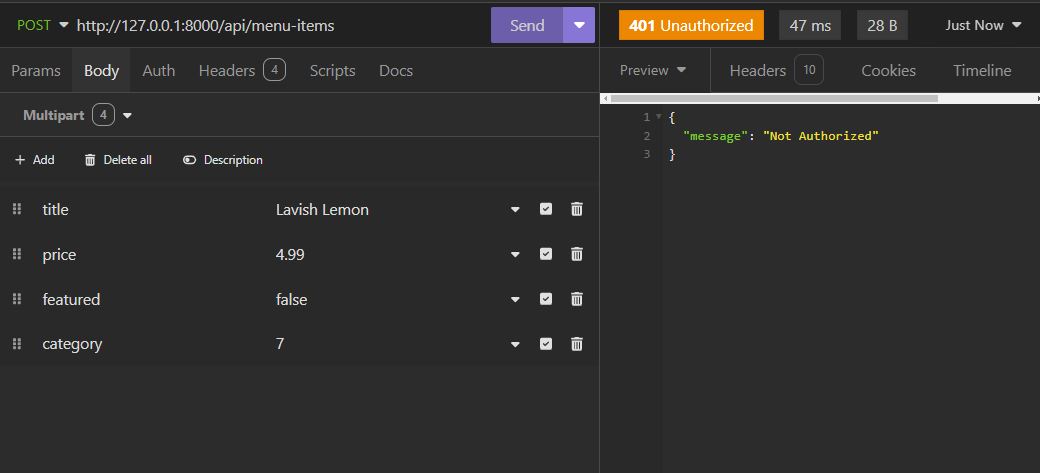 POST http://127.0.0.1:8000/api/menu-items Send
401 Unauthorized 47 ms 28 B Just Now
Params Body Auth Headers 4 Scripts Docs
Preview Headers 10 Cookies Timeline
Multipart 4
+ Add Delete all Description
title Lavish Lemon
price 4.99
featured false
category 7
1 {
2 "message": "Not Authorized"
3 }